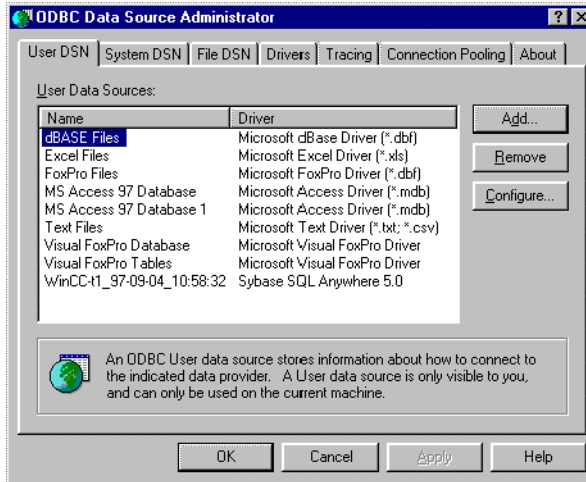 ODBC Data Source Administrator
User DSN System DSN File DSN Drivers Tracing Connection Pooling About
User Data Sources:
Name Driver
dBASE Files Microsoft dBase Driver (*.dbf)
Excel Files Microsoft Excel Driver (*.xls)
FoxPro Files Microsoft FoxPro Driver (*.dbf)
MS Access 97 Database Microsoft Access Driver (*.mdb)
MS Access 97 Database 1 Microsoft Access Driver (*.mdb)
Text Files Microsoft Text Driver (*.txt; *.csv)
Visual FoxPro Database Microsoft Visual FoxPro Driver
Visual FoxPro Tables Microsoft Visual FoxPro Driver
WinCC-t1_97-09-04_10:58:32 Sybase SQL Anywhere 5.0
Add...
Remove
Configure...
An ODBC User data source stores information about how to connect to
the indicated data provider. A User data source is only visible to you,
and can only be used on the current machine.
OK Cancel Apply Help